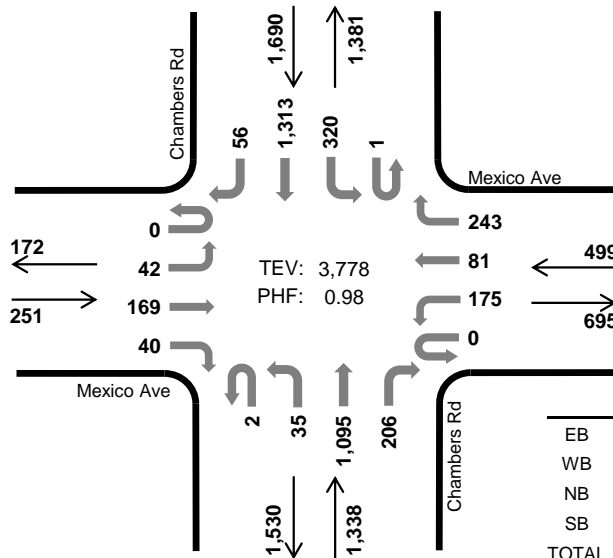 1,690
1,381
Chambers Rd
56
1,313
320
1
Mexico Ave
0
243
172
42
TEV: 3,778
81
499
251
169
PHF: 0.98
175
695
40
0
Mexico Ave
2
35
1,095
206
Chambers Rd
1,530
1,338
EB
WB
NB
SB
TOTAL